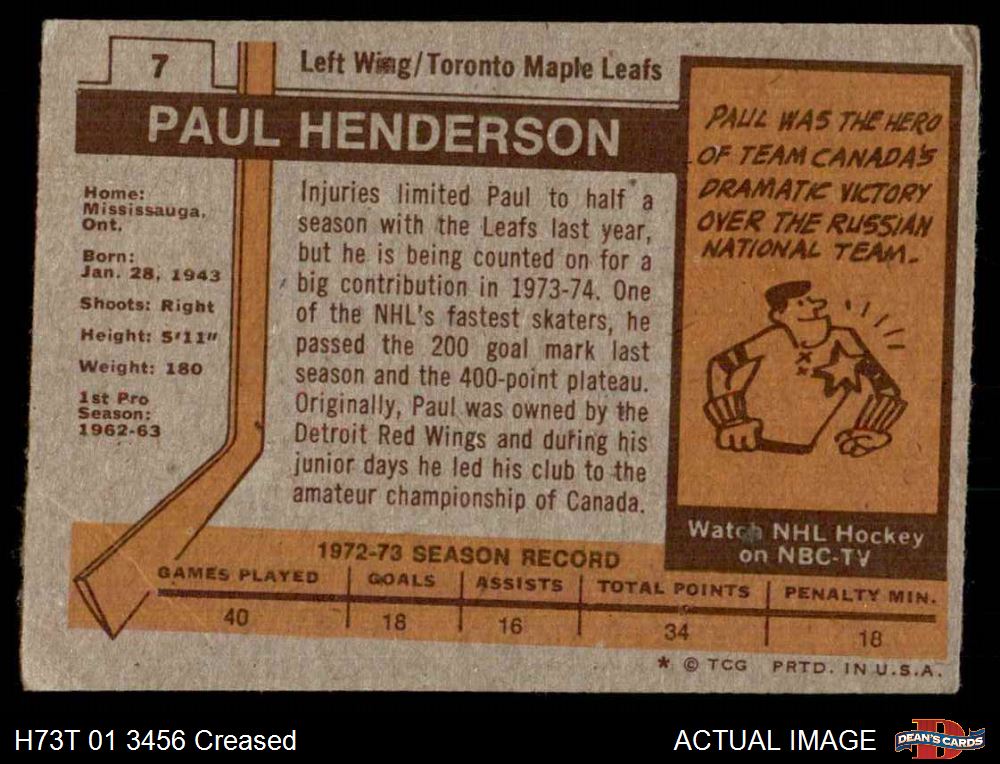 7
Left Wing/Toronto Maple Leafs
PAUL HENDERSON
Home:
Mississauga,
Ont.
Born:
Jan. 28, 1943
Shoots: Right
Height: 5'11"
Weight: 180
1st Pro
Season:
1962-63
Injuries limited Paul to half a
season with the Leafs last year,
but he is being counted on for a
big contribution in 1973-74. One
of the NHL's fastest skaters, he
passed the 200 goal mark last
season and the 400-point plateau.
Originally, Paul was owned by the
Detroit Red Wings and during his
junior days he led his club to the
amateur championship of Canada.
PAUL WAS THE HERO
OF TEAM CANADA'S
DRAMATIC VICTORY
OVER THE RUSSIAN
NATIONAL TEAM.
Watch NHL Hockey
on NBC-TV
1972-73 SEASON RECORD
GAMES PLAYED GOALS ASSISTS TOTAL POINTS PENALTY MIN.
40 18 16 34 18
* © TCG PRTD. IN U.S.A.
H73T 01 3456 Creased
ACTUAL IMAGE
DEAN'S CARDS